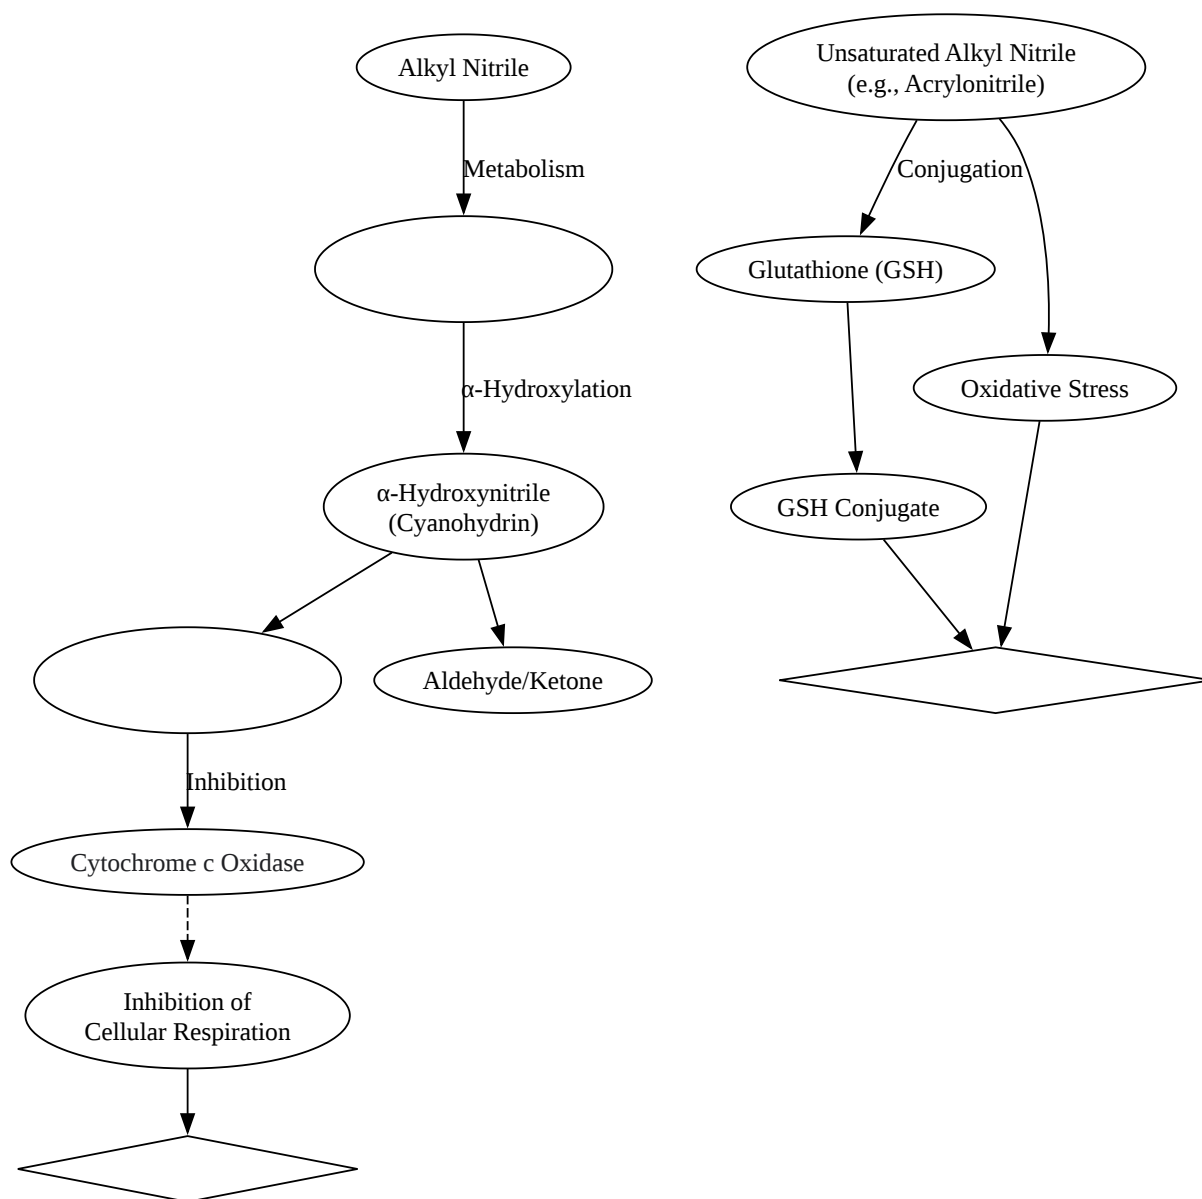 Alkyl Nitrile
Metabolism
α-Hydroxylation
α-Hydroxynitrile
(Cyanohydrin)
Aldehyde/Ketone
Inhibition
Cytochrome c Oxidase
Inhibition of
Cellular Respiration
Unsaturated Alkyl Nitrile
(e.g., Acrylonitrile)
Conjugation
Glutathione (GSH)
Oxidative Stress
GSH Conjugate